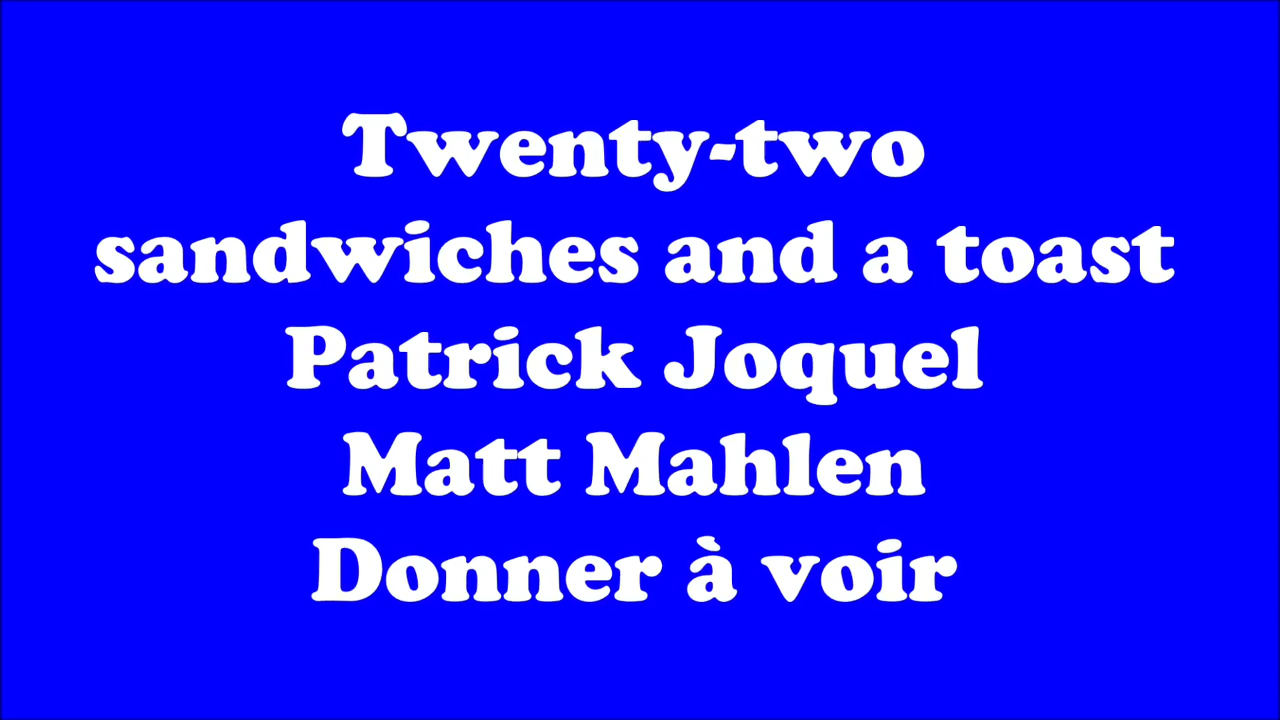 Twenty-two
sandwiches and a toast
Patrick Joquel
Matt Mahlen
Donner à voir